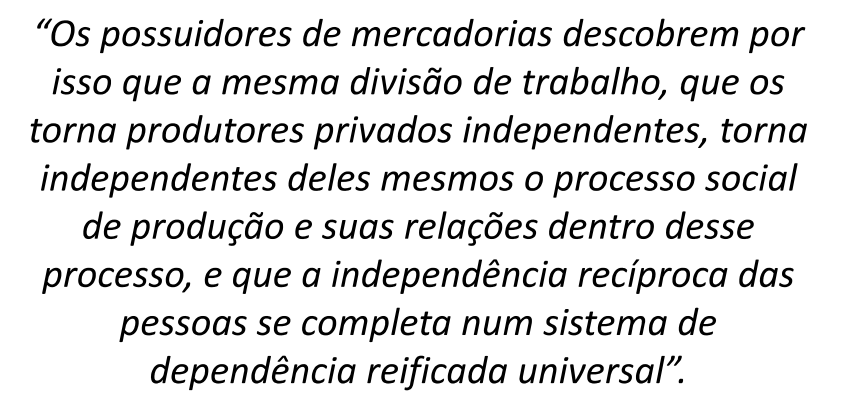 “Os possuidores de mercadorias descobrem por
isso que a mesma divisão de trabalho, que os
torna produtores privados independentes, torna
independentes deles mesmos o processo social
de produção e suas relações dentro desse
processo, e que a independência recíproca das
pessoas se completa num sistema de
dependência reificada universal”.